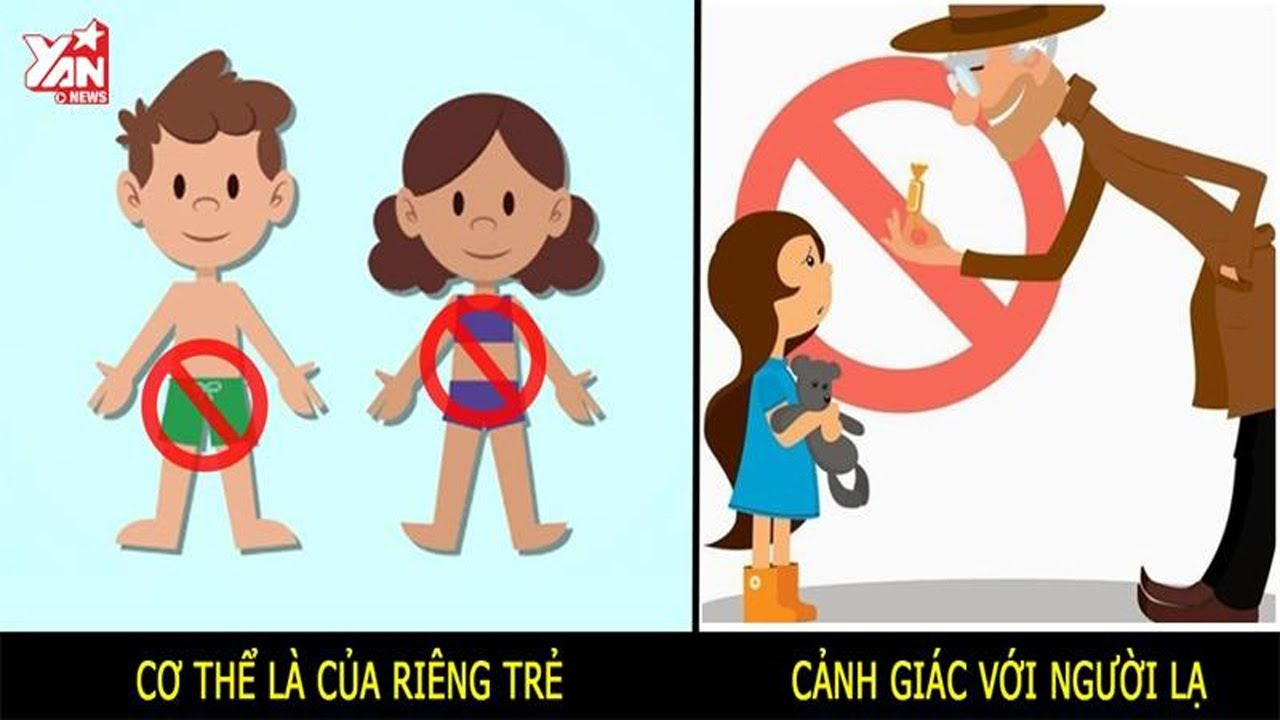 YAN
NEWS
CƠ THỂ LÀ CỦA RIÊNG TRẺ
CẢNH GIÁC VỚI NGƯỜI LẠ